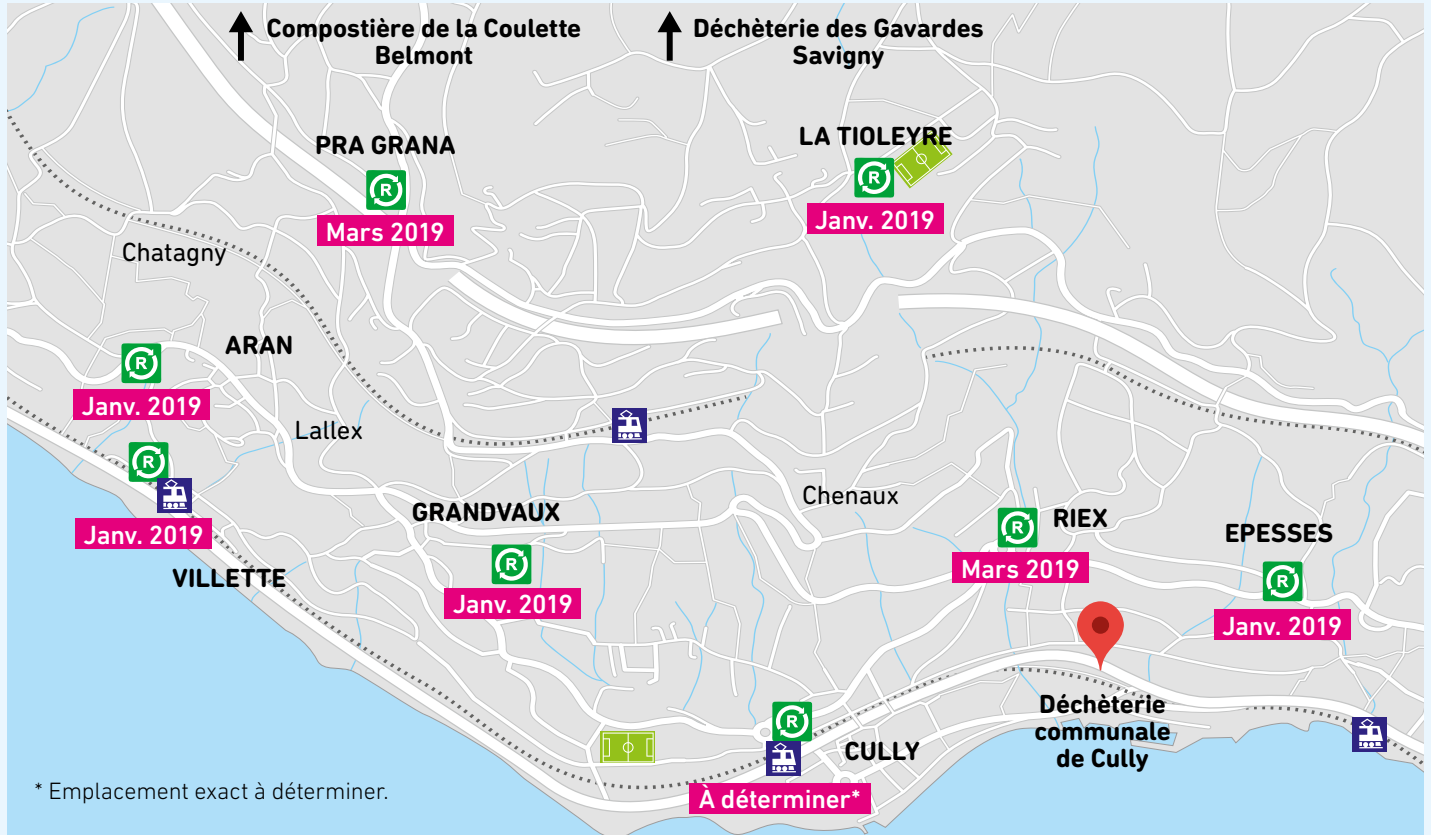 Compostière de la Coulette
Belmont
Déchèterie des Gavardes
Savigny
PRA GRANA
R
Mars 2019
LA TIOLEYRE
R
Janv. 2019
Chatagny
ARAN
R
Janv. 2019
Lallex
R
Janv. 2019
VILLETTE
GRANDVAUX
R
Janv. 2019
Chenaux
R
RIEX
Mars 2019
EPESSES
R
Janv. 2019
Déchèterie
communale
de Cully
R
CULLY
À déterminer*
* Emplacement exact à déterminer.